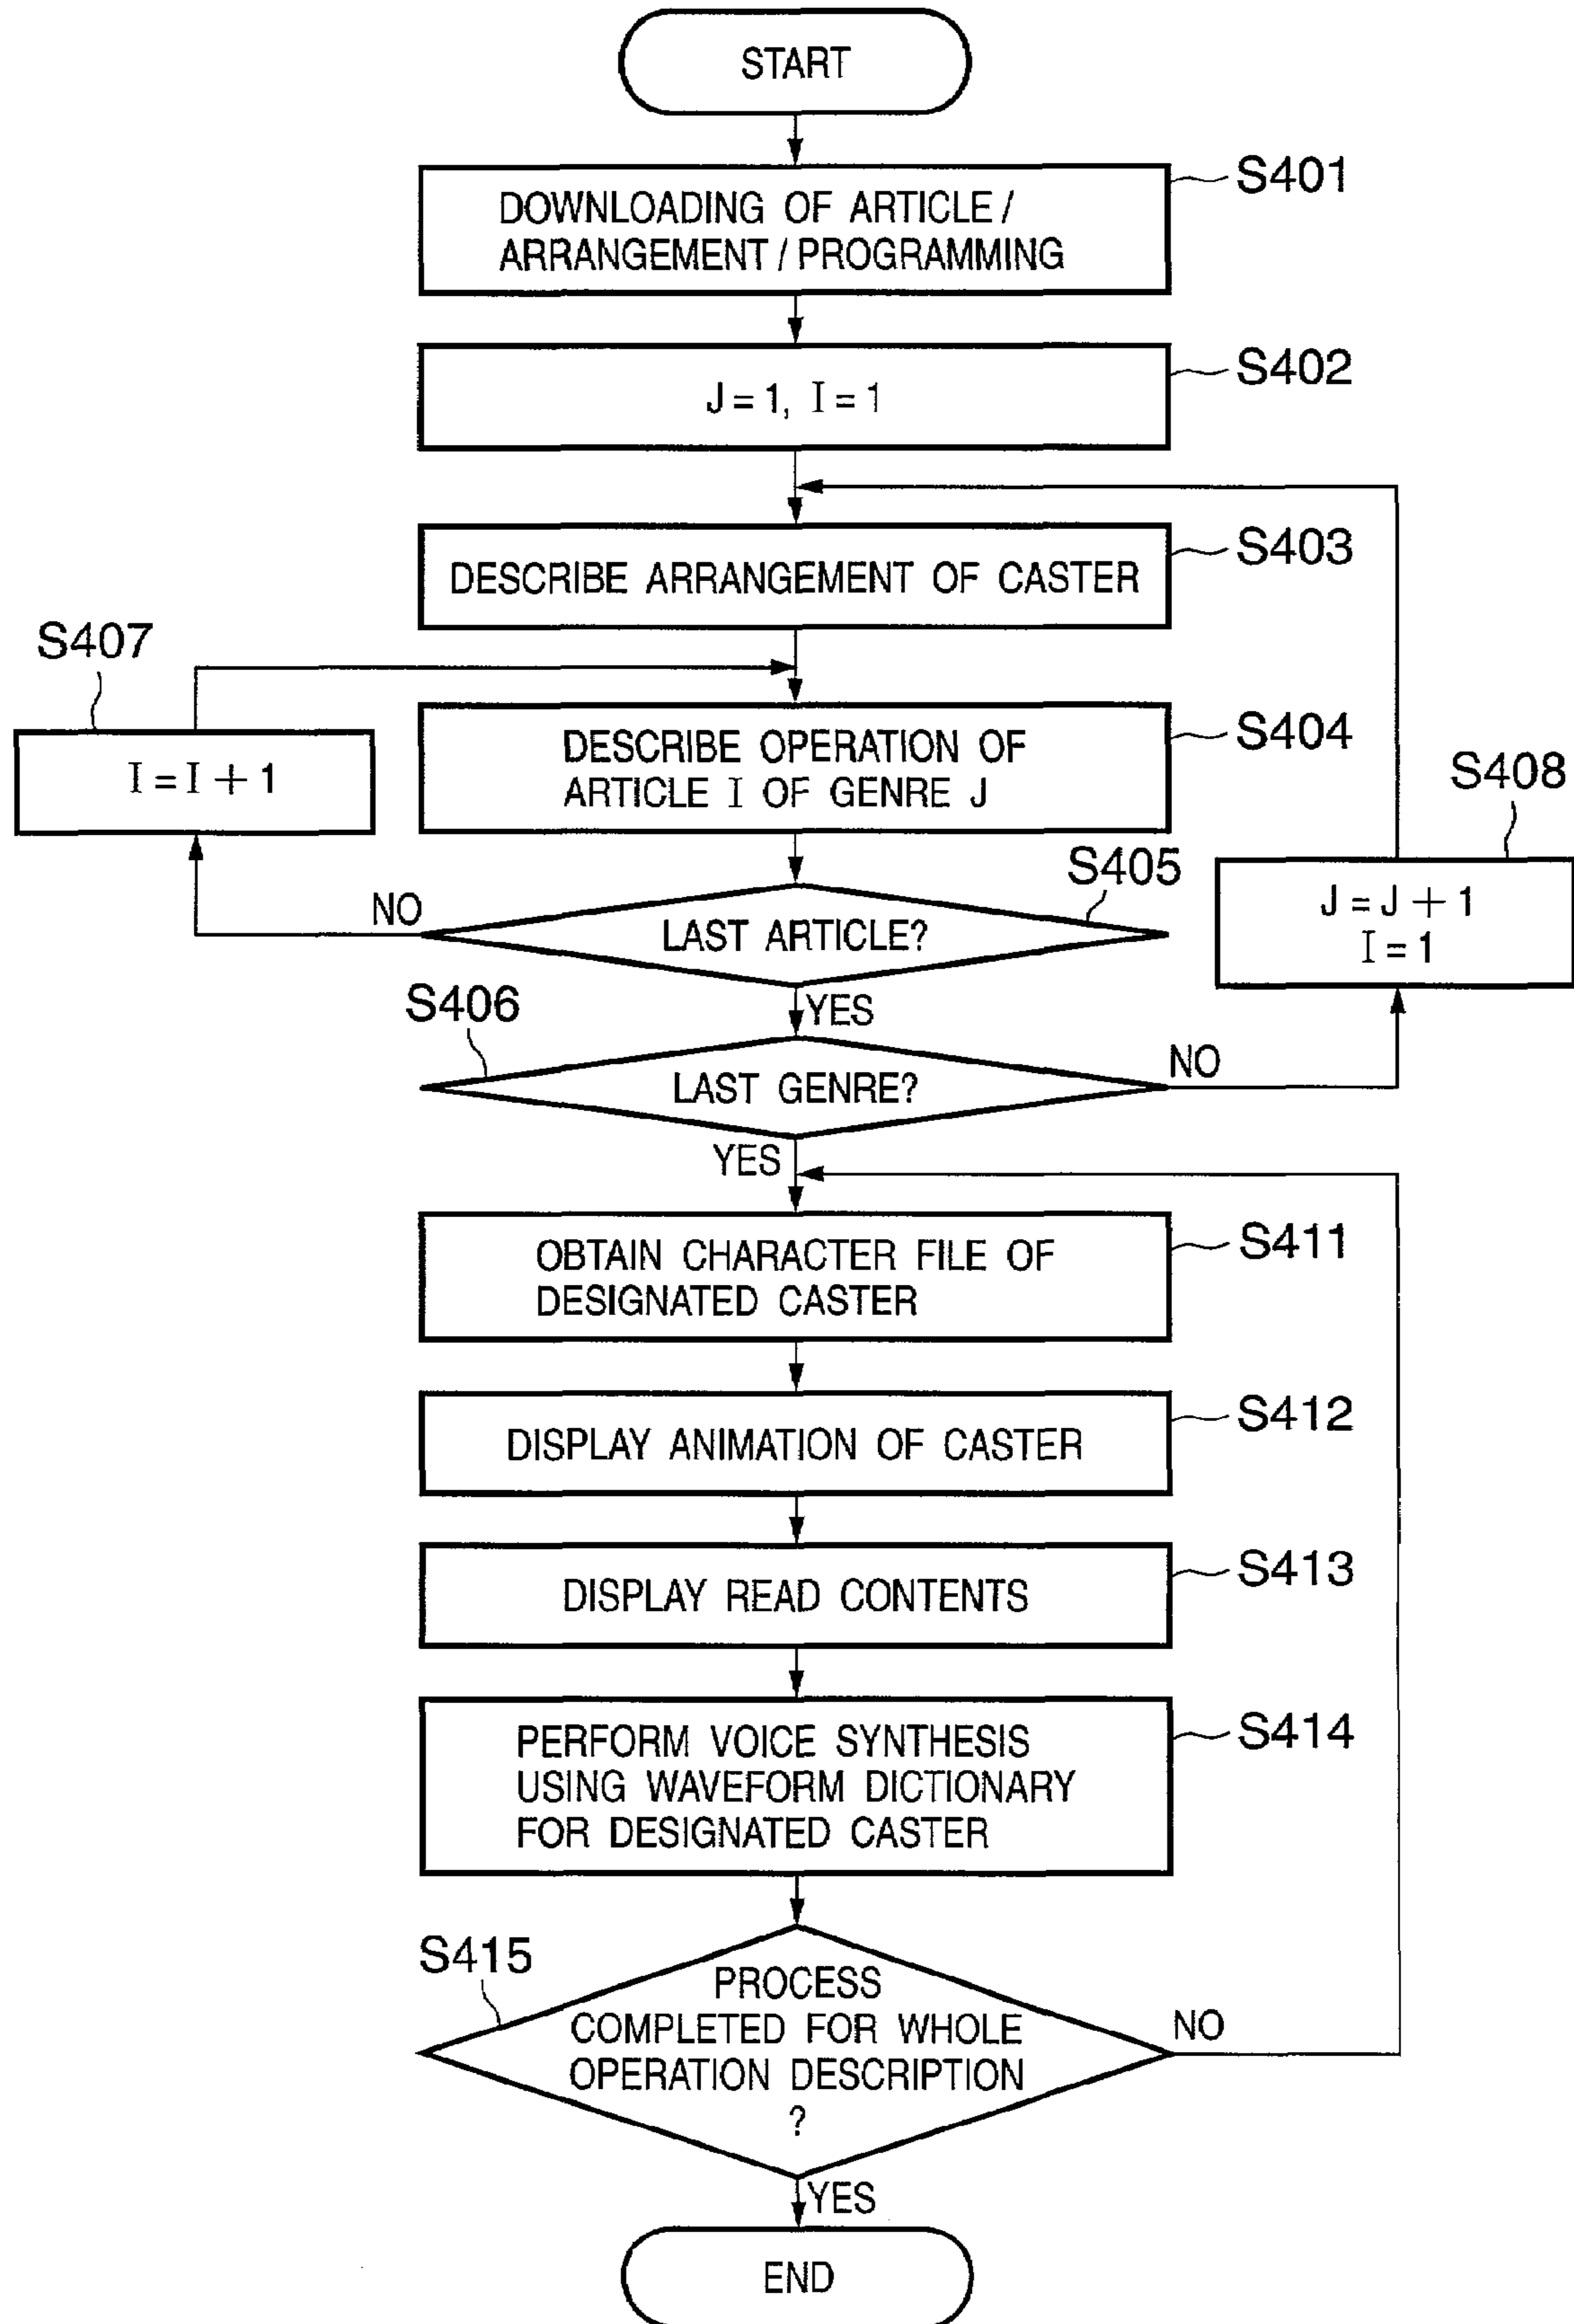 START
S401
DOWNLOADING OF ARTICLE /
ARRANGEMENT / PROGRAMMING
S402
J = 1, I = 1
S403
DESCRIBE ARRANGEMENT OF CASTER
S407
I = I + 1
S404
DESCRIBE OPERATION OF
ARTICLE I OF GENRE J
S408
J = J + 1
I = 1
S405
NO
LAST ARTICLE?
YES
S406
LAST GENRE?
NO
YES
S411
OBTAIN CHARACTER FILE OF
DESIGNATED CASTER
S412
DISPLAY ANIMATION OF CASTER
S413
DISPLAY READ CONTENTS
S414
PERFORM VOICE SYNTHESIS
USING WAVEFORM DICTIONARY
FOR DESIGNATED CASTER
S415
PROCESS
COMPLETED FOR WHOLE
OPERATION DESCRIPTION
?
NO
YES
END